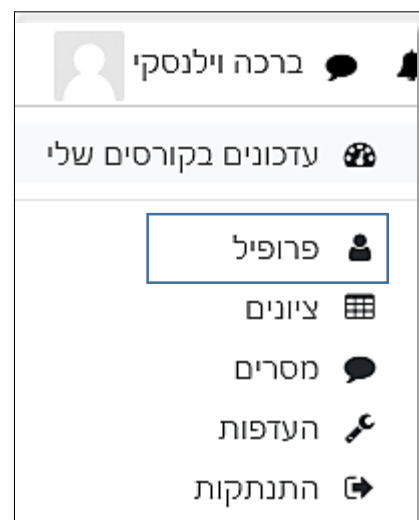 ברכה וילנסקי
עדכונים בקורסים שלי
פרופיל
ציונים
מסרים
העדפות
התנתקות